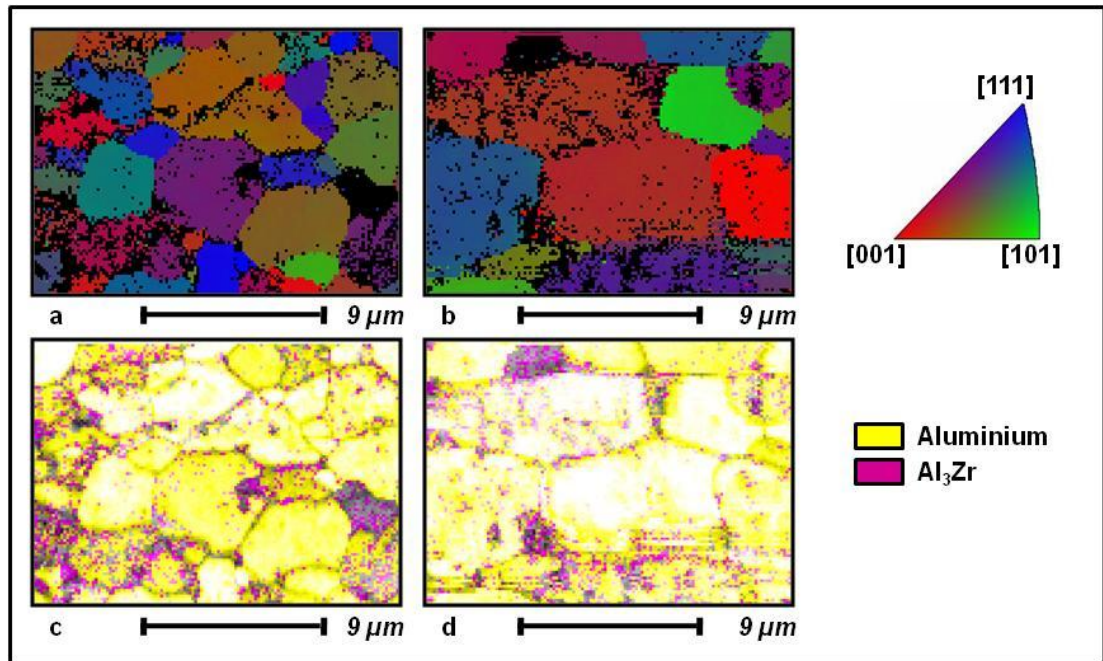 [111]
[001]
[101]
a
9 µm
b
9 µm
Aluminium
Al₃Zr
c
9 µm
d
9 µm